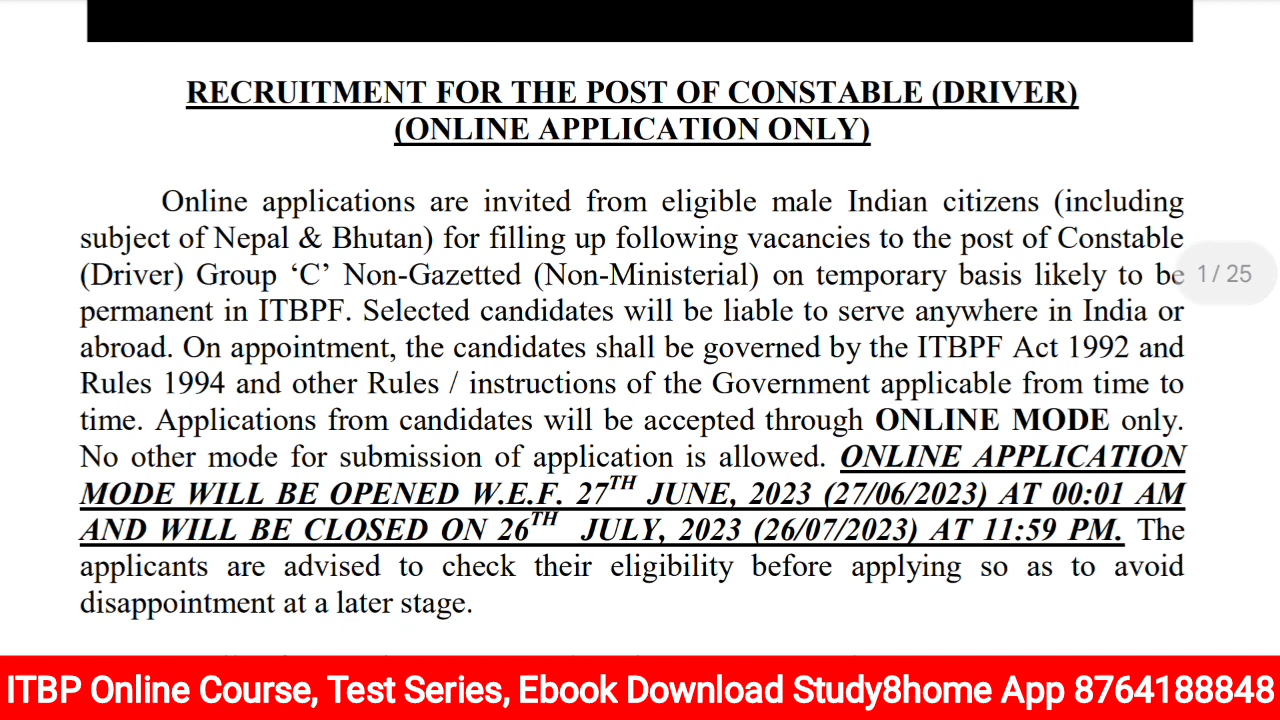 RECRUITMENT FOR THE POST OF CONSTABLE (DRIVER)
(ONLINE APPLICATION ONLY)
Online applications are invited from eligible male Indian citizens (including
subject of Nepal & Bhutan) for filling up following vacancies to the post of Constable
(Driver) Group ‘C’ Non-Gazetted (Non-Ministerial) on temporary basis likely to be
1 / 25
permanent in ITBPF. Selected candidates will be liable to serve anywhere in India or
abroad. On appointment, the candidates shall be governed by the ITBPF Act 1992 and
Rules 1994 and other Rules / instructions of the Government applicable from time to
time. Applications from candidates will be accepted through ONLINE MODE only.
No other mode for submission of application is allowed. ONLINE APPLICATION
MODE WILL BE OPENED W.E.F. 27TH JUNE, 2023 (27/06/2023) AT 00:01 AM
AND WILL BE CLOSED ON 26TH JULY, 2023 (26/07/2023) AT 11:59 PM. The
applicants are advised to check their eligibility before applying so as to avoid
disappointment at a later stage.
ITBP Online Course, Test Series, Ebook Download Study8home App 8764188848